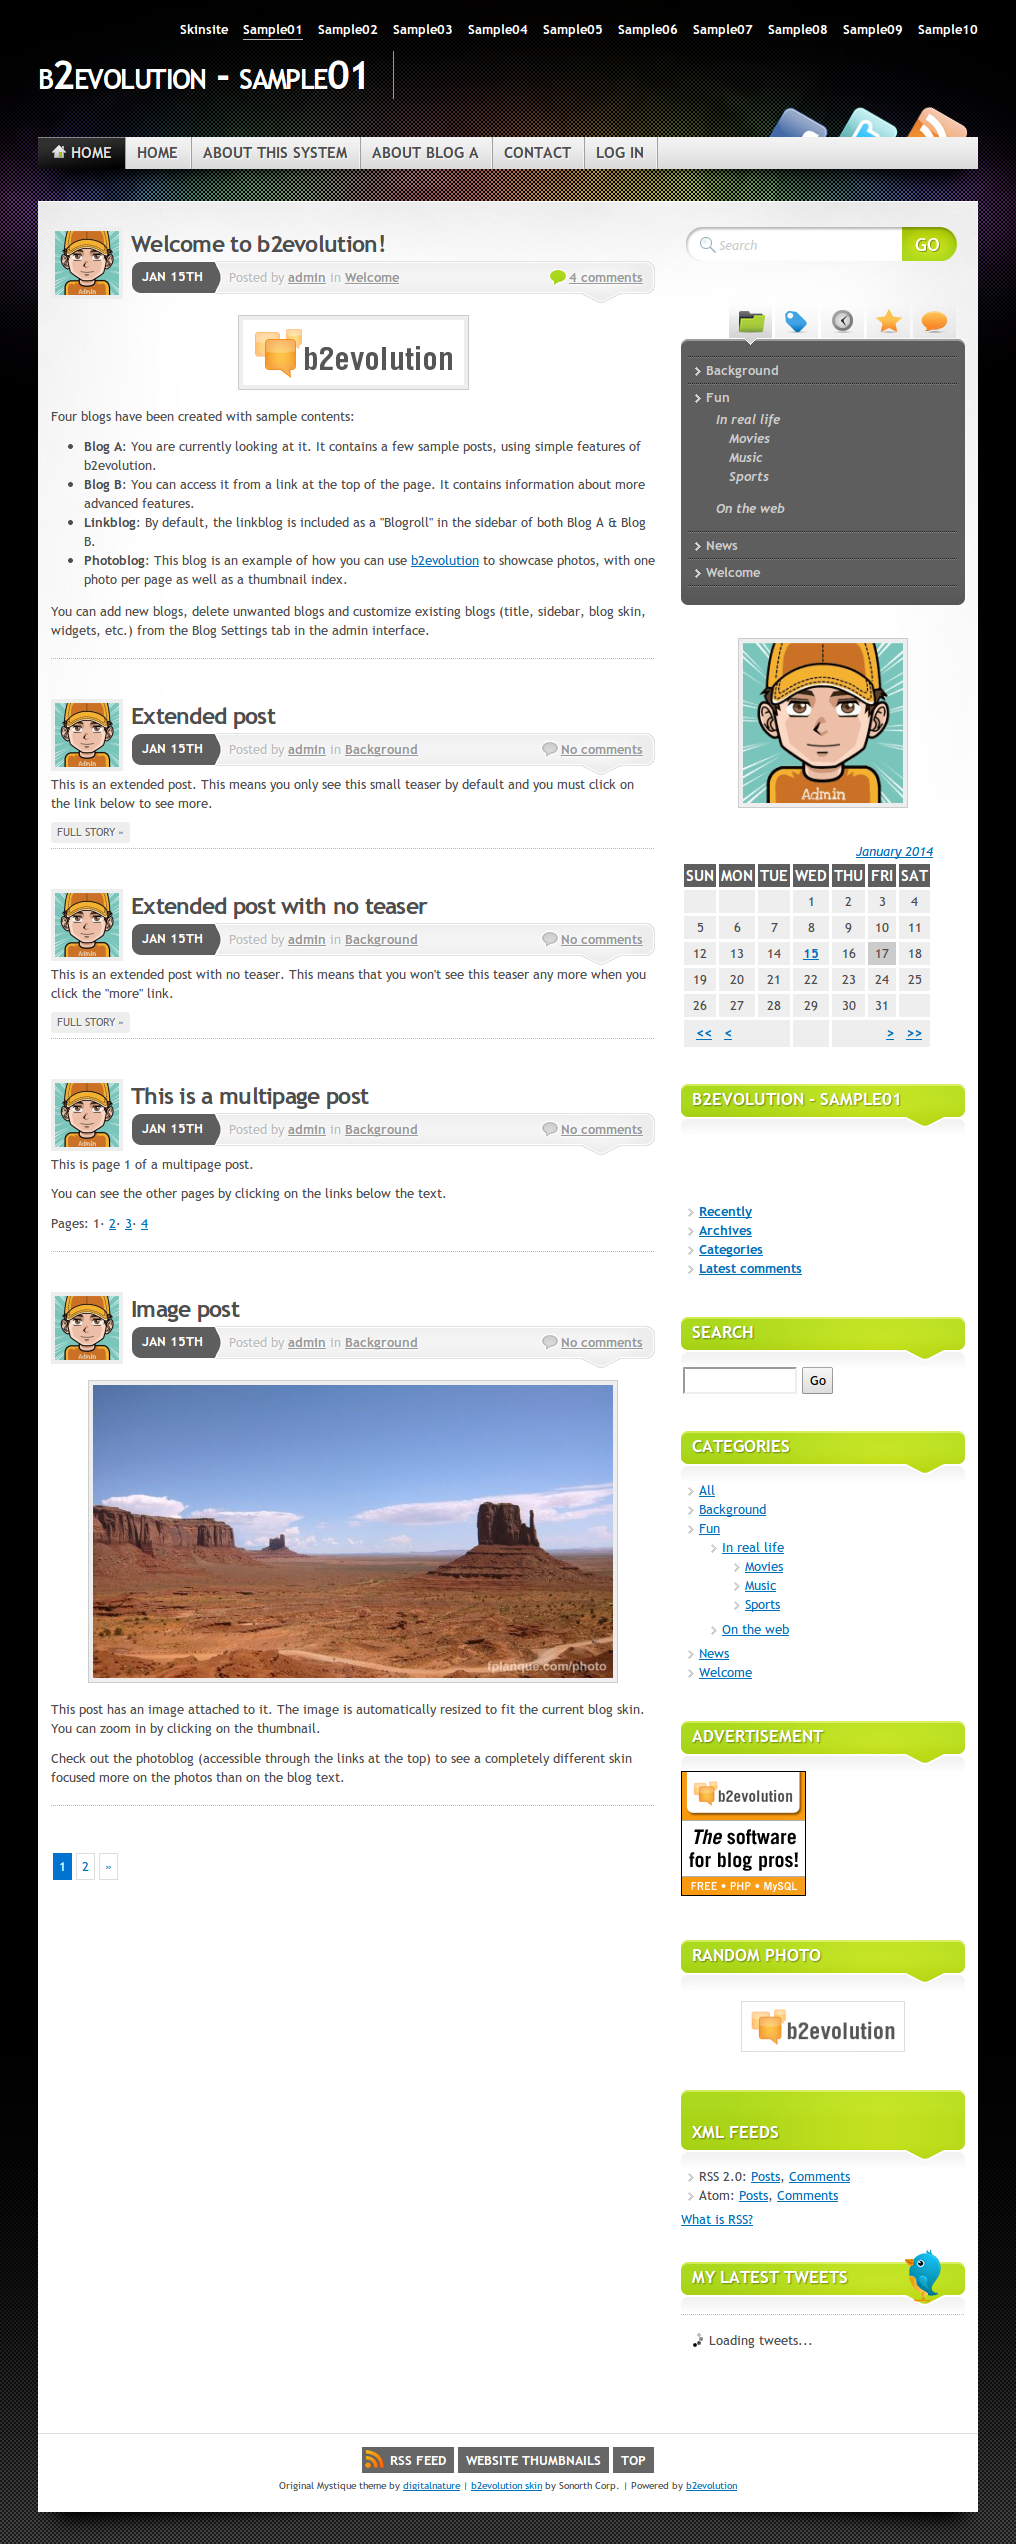 Skinsite Sample01 Sample02 Sample03 Sample04 Sample05 Sample06 Sample07 Sample08 Sample09 Sample10
b2evolution - sample01
HOME HOME ABOUT THIS SYSTEM ABOUT BLOG A CONTACT LOG IN
Welcome to b2evolution!
JAN 15TH Posted by admin in Welcome 4 comments
Admin
b2evolution
Four blogs have been created with sample contents:
Blog A: You are currently looking at it. It contains a few sample posts, using simple features of
b2evolution.
Blog B: You can access it from a link at the top of the page. It contains information about more
advanced features.
Linkblog: By default, the linkblog is included as a "Blogroll" in the sidebar of both Blog A & Blog
B.
Photoblog: This blog is an example of how you can use b2evolution to showcase photos, with one
photo per page as well as a thumbnail index.
You can add new blogs, delete unwanted blogs and customize existing blogs (title, sidebar, blog skin,
widgets, etc.) from the Blog Settings tab in the admin interface.
Extended post
JAN 15TH Posted by admin in Background No comments
Admin
This is an extended post. This means you only see this small teaser by default and you must click on
the link below to see more.
FULL STORY »
Extended post with no teaser
JAN 15TH Posted by admin in Background No comments
Admin
This is an extended post with no teaser. This means that you won't see this teaser any more when you
click the "more" link.
FULL STORY »
This is a multipage post
JAN 15TH Posted by admin in Background No comments
Admin
This is page 1 of a multipage post.
You can see the other pages by clicking on the links below the text.
Pages: 1· 2· 3· 4
Image post
JAN 15TH Posted by admin in Background No comments
Admin
fplanque.com/photo
This post has an image attached to it. The image is automatically resized to fit the current blog skin.
You can zoom in by clicking on the thumbnail.
Check out the photoblog (accessible through the links at the top) to see a completely different skin
focused more on the photos than on the blog text.
1 2 »
Search GO
Background
Fun
In real life
Movies
Music
Sports
On the web
News
Welcome
Admin
January 2014
SUN MON TUE WED THU FRI SAT
1 2 3 4
5 6 7 8 9 10 11
12 13 14 15 16 17 18
19 20 21 22 23 24 25
26 27 28 29 30 31
<< < > >>
B2EVOLUTION - SAMPLE01
Recently
Archives
Categories
Latest comments
SEARCH
Go
CATEGORIES
All
Background
Fun
In real life
Movies
Music
Sports
On the web
News
Welcome
ADVERTISEMENT
b2evolution
The software
for blog pros!
FREE • PHP • MySQL
RANDOM PHOTO
b2evolution
XML FEEDS
RSS 2.0: Posts, Comments
Atom: Posts, Comments
What is RSS?
MY LATEST TWEETS
Loading tweets...
RSS FEED WEBSITE THUMBNAILS TOP
Original Mystique theme by digitalnature | b2evolution skin by Sonorth Corp. | Powered by b2evolution